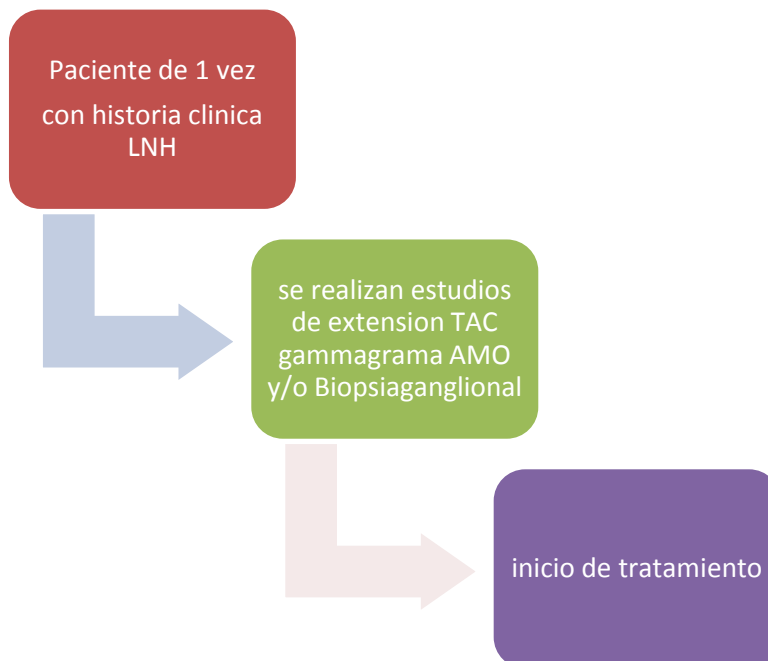 Paciente de 1 vez
con historia clinica
LNH
se realizan estudios
de extension TAC
gammagrama AMO
y/o Biopsiaganglional
inicio de tratamiento